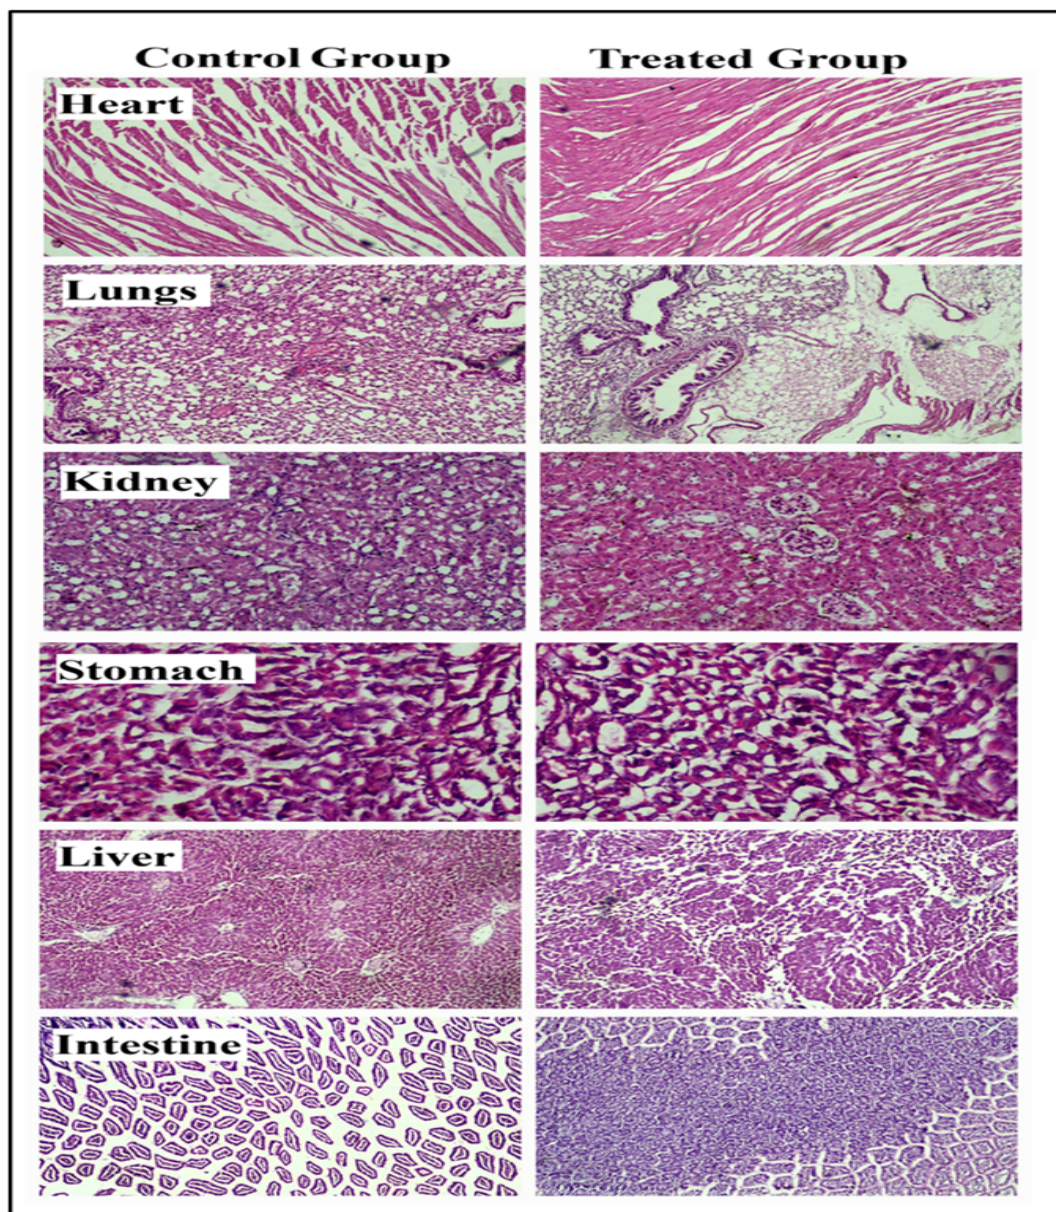 Control Group
Treated Group
Heart
Lungs
Kidney
Stomach
Liver
Intestine